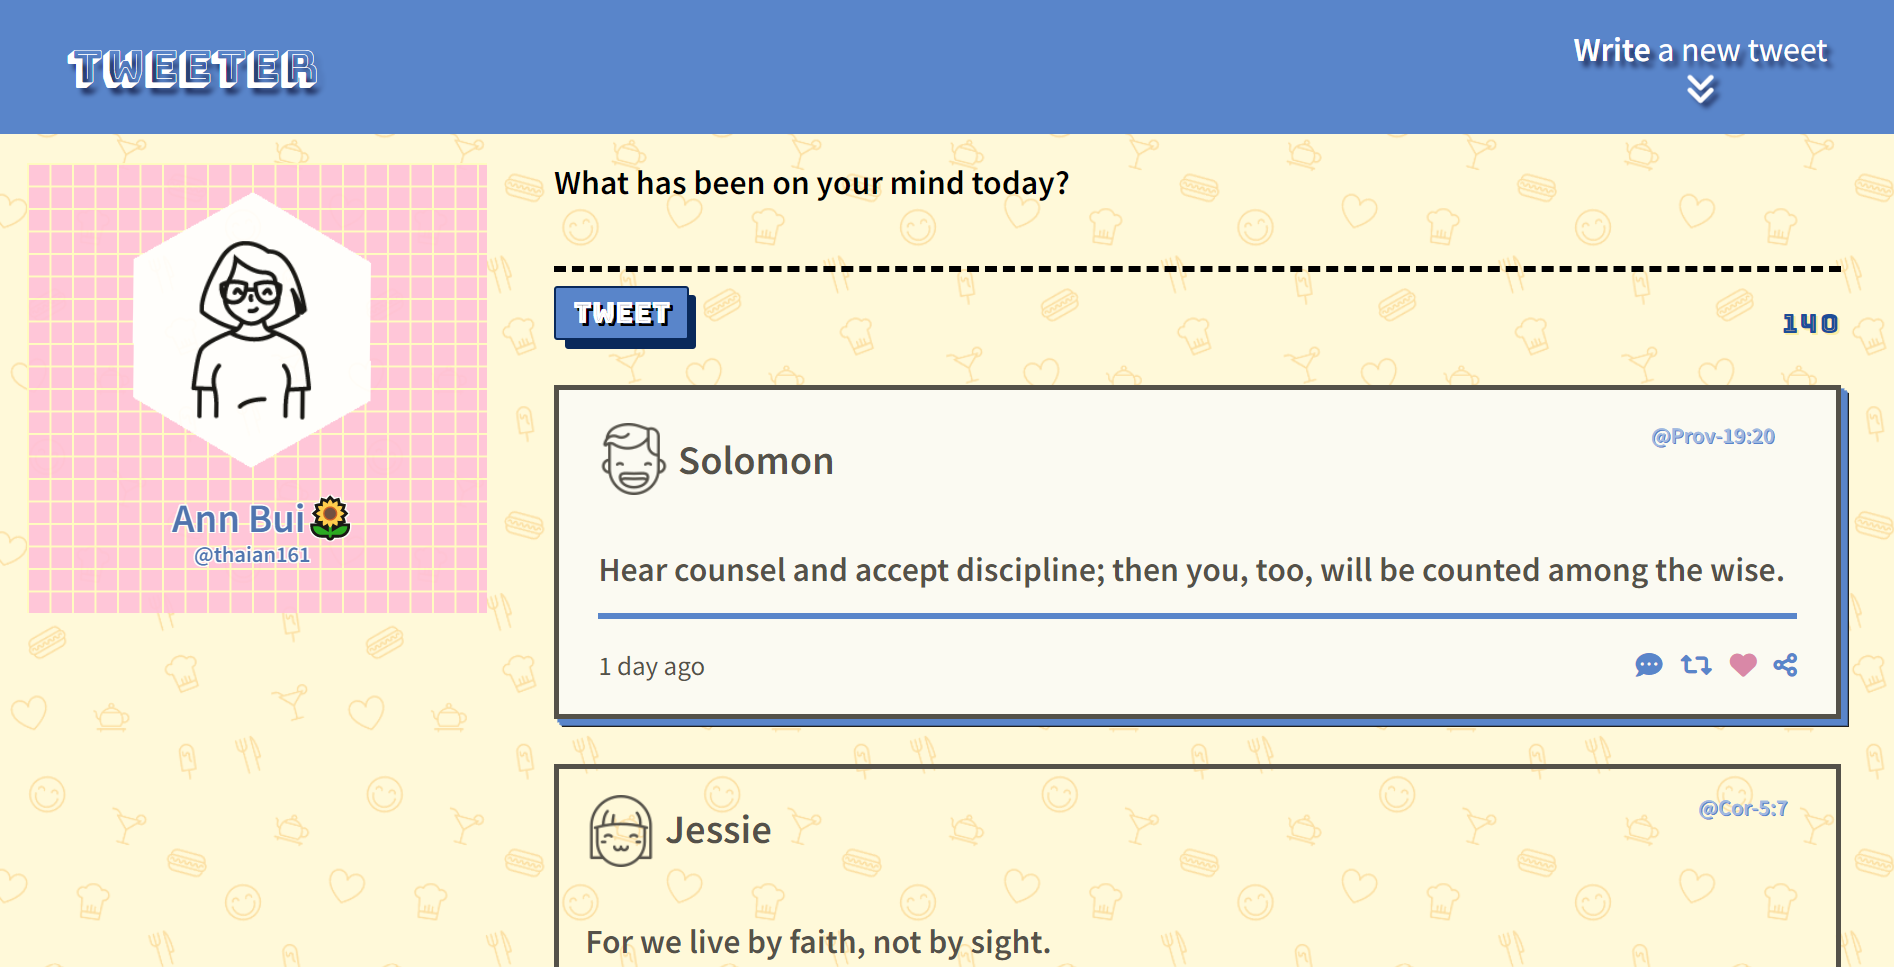 TWEETER
Write a new tweet
Ann Bui
@thaian161
What has been on your mind today?
TWEET
140
Solomon
@Prov-19:20
Hear counsel and accept discipline; then you, too, will be counted among the wise.
1 day ago
Jessie
@Cor-5:7
For we live by faith, not by sight.